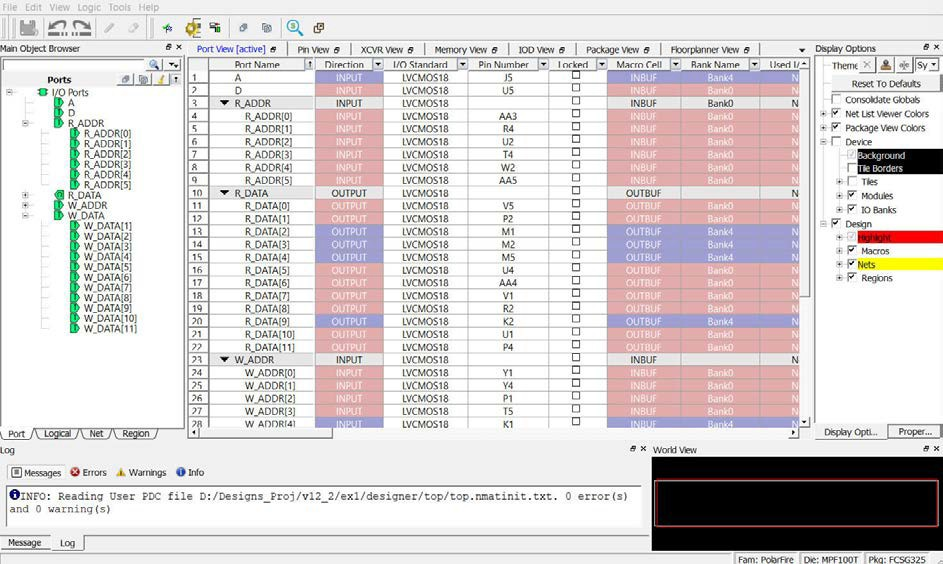 File Edit View Logic Tools Help
Main Object Browser
Ports
I/O Ports
A
D
R_ADDR
R_ADDR[0]
R_ADDR[1]
R_ADDR[2]
R_ADDR[3]
R_ADDR[4]
R_ADDR[5]
R_DATA
W_ADDR
W_DATA
W_DATA[1]
W_DATA[2]
W_DATA[3]
W_DATA[4]
W_DATA[5]
W_DATA[6]
W_DATA[7]
W_DATA[8]
W_DATA[9]
W_DATA[10]
W_DATA[11]
Port Logical Net Region
Port View [active] Pin View XCVR View Memory View IOD View Package View Floorplanner View
Port Name Direction I/O Standard Pin Number Locked Macro Cell Bank Name Used I/
1 A INPUT LVCMOS18 J5 INBUF Bank4 N
2 D INPUT LVCMOS18 U5 INBUF Bank0 N
3 R_ADDR INPUT LVCMOS18 INBUF Bank0 N
4 R_ADDR[0] INPUT LVCMOS18 AA3 INBUF Bank0 N
5 R_ADDR[1] INPUT LVCMOS18 R4 INBUF Bank0 N
6 R_ADDR[2] INPUT LVCMOS18 U2 INBUF Bank0 N
7 R_ADDR[3] INPUT LVCMOS18 T4 INBUF Bank0 N
8 R_ADDR[4] INPUT LVCMOS18 W2 INBUF Bank0 N
9 R_ADDR[5] INPUT LVCMOS18 AA5 INBUF Bank0 N
10 R_DATA OUTPUT LVCMOS18 OUTBUF N
11 R_DATA[0] OUTPUT LVCMOS18 V5 OUTBUF Bank0 N
12 R_DATA[1] OUTPUT LVCMOS18 P2 OUTBUF Bank0 N
13 R_DATA[2] OUTPUT LVCMOS18 M1 OUTBUF Bank4 N
14 R_DATA[3] OUTPUT LVCMOS18 M2 OUTBUF Bank4 N
15 R_DATA[4] OUTPUT LVCMOS18 M5 OUTBUF Bank4 N
16 R_DATA[5] OUTPUT LVCMOS18 U4 OUTBUF Bank0 N
17 R_DATA[6] OUTPUT LVCMOS18 AA4 OUTBUF Bank0 N
18 R_DATA[7] OUTPUT LVCMOS18 V1 OUTBUF Bank0 N
19 R_DATA[8] OUTPUT LVCMOS18 R2 OUTBUF Bank0 N
20 R_DATA[9] OUTPUT LVCMOS18 K2 OUTBUF Bank4 N
21 R_DATA[10] OUTPUT LVCMOS18 U1 OUTBUF Bank0 N
22 R_DATA[11] OUTPUT LVCMOS18 P4 OUTBUF Bank0 N
23 W_ADDR INPUT LVCMOS18 INBUF N
24 W_ADDR[0] INPUT LVCMOS18 Y1 INBUF Bank0 N
25 W_ADDR[1] INPUT LVCMOS18 Y4 INBUF Bank0 N
26 W_ADDR[2] INPUT LVCMOS18 P1 INBUF Bank0 N
27 W_ADDR[3] INPUT LVCMOS18 T5 INBUF Bank0 N
28 W_ADDR[4] INPUT LVCMOS18 K1 INBUF Bank4 N
Display Options
Theme Sy
Reset To Defaults
Consolidate Globals
Net List Viewer Colors
Package View Colors
Device
Background
Tile Borders
Tiles
Modules
IO Banks
Design
Highlight
Macros
Nets
Regions
Display Opti... Proper...
Log
Messages Errors Warnings Info
INFO: Reading User PDC file D:/Designs_Proj/v12_2/ex1/designer/top/top.nmatinit.txt. 0 error(s)
and 0 warning(s)
Message Log
World View
Fam: PolarFire Die: MPF100T Pkg: FCSG325